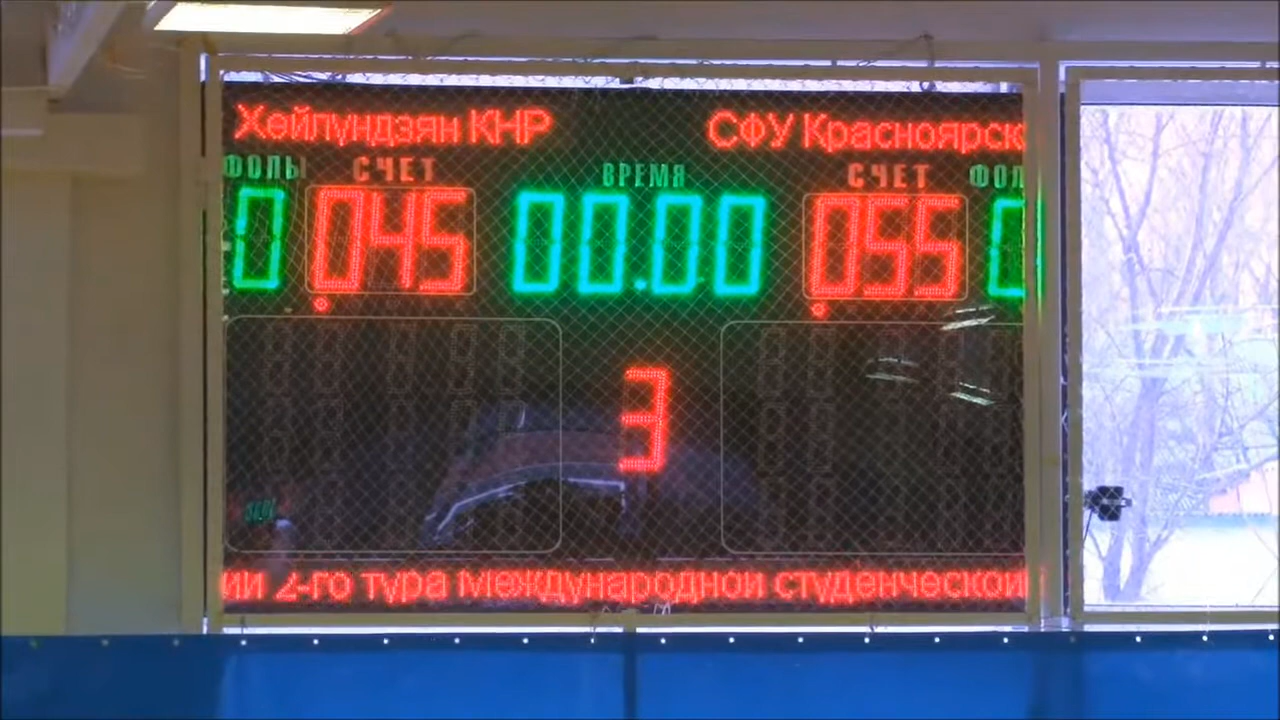 Хейлундзян КНР СФУ Красноярск
ФОЛЫ СЧЕТ ВРЕМЯ СЧЕТ ФОЛ
0 045 00.00 055 0
3
ии 2-го тура Международной студенческой